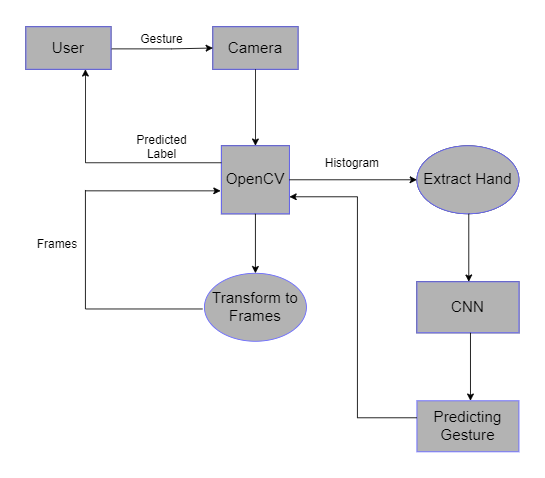 User
Gesture
Camera
Predicted
Label
OpenCV
Histogram
Extract Hand
Frames
Transform to
Frames
CNN
Predicting
Gesture